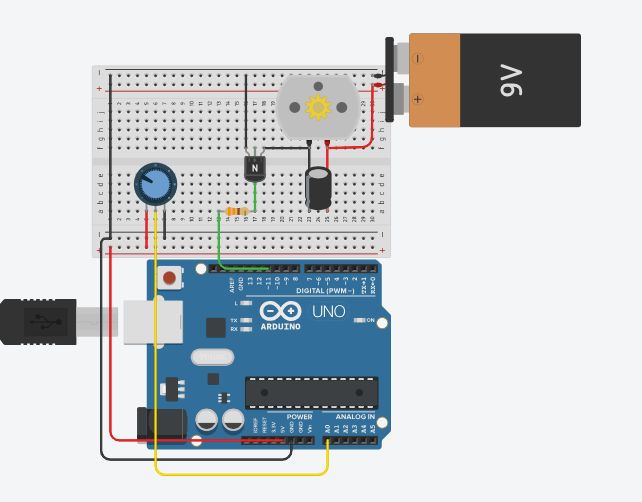 9V
N
AREF
GND
13
12
~11
~10
~9
8
7
~6
~5
4
~3
2
TX→1
RX←0
DIGITAL (PWM~)
L
TX
RX
ARDUINO
UNO
ON
POWER
ANALOG IN
IOREF
RESET
3.3V
5V
GND
GND
Vin
A0
A1
A2
A3
A4
A5